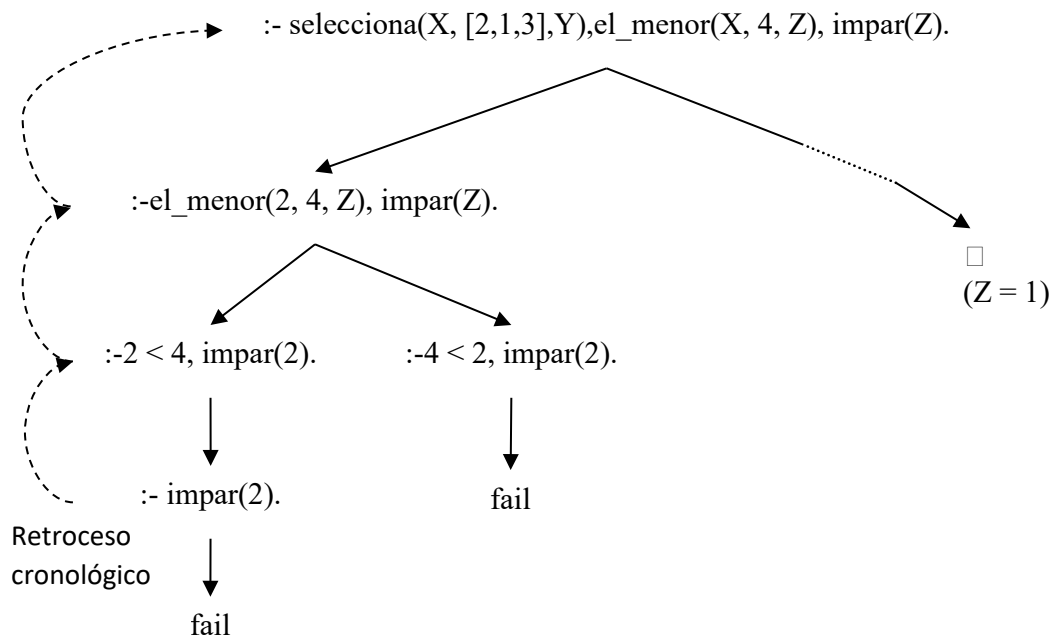 :- selecciona(X, [2,1,3],Y),el_menor(X, 4, Z), impar(Z).
:-el_menor(2, 4, Z), impar(Z).
□
(Z = 1)
:-2 < 4, impar(2).
:-4 < 2, impar(2).
:- impar(2).
fail
Retroceso
cronológico
fail